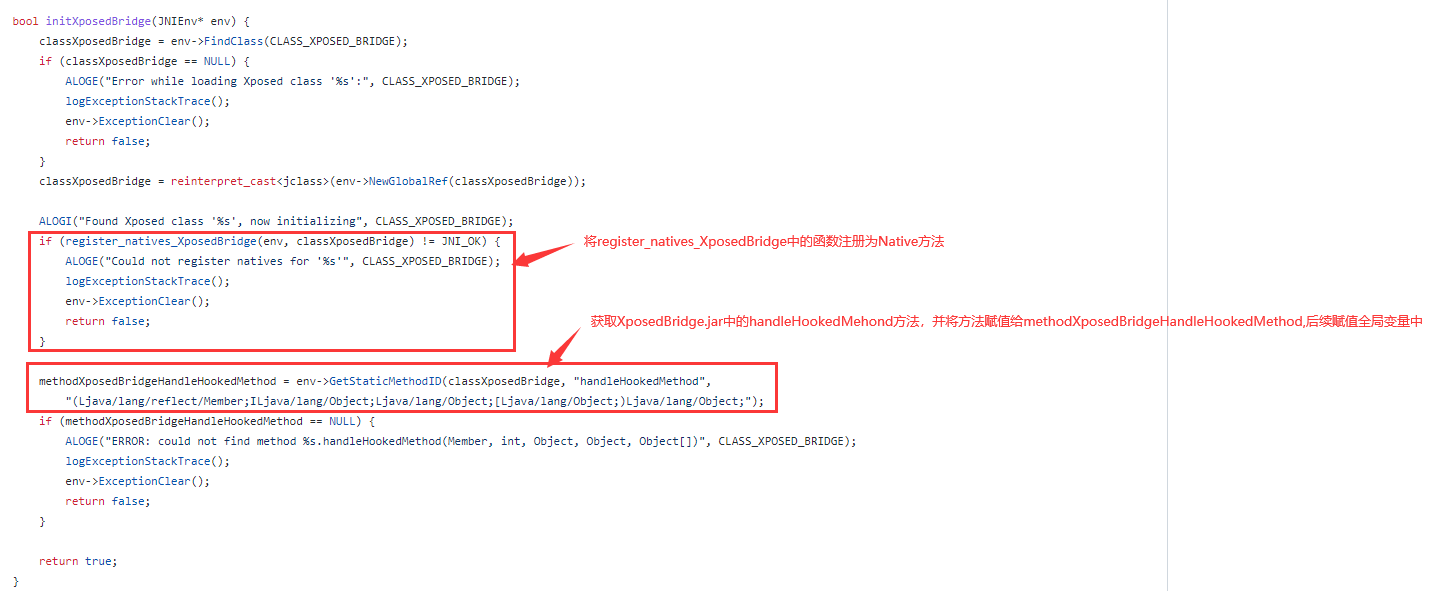 bool initXposedBridge(JNIEnv* env) {
    classXposedBridge = env->FindClass(CLASS_XPOSED_BRIDGE);
    if (classXposedBridge == NULL) {
        ALOGE("Error while loading Xposed class '%s':", CLASS_XPOSED_BRIDGE);
        logExceptionStackTrace();
        env->ExceptionClear();
        return false;
    }
    classXposedBridge = reinterpret_cast<jclass>(env->NewGlobalRef(classXposedBridge));
    ALOGI("Found Xposed class '%s', now initializing", CLASS_XPOSED_BRIDGE);
    if (register_natives_XposedBridge(env, classXposedBridge) != JNI_OK) {
将register_natives_XposedBridge中的函数注册为Native方法
        ALOGE("Could not register natives for '%s'", CLASS_XPOSED_BRIDGE);
        logExceptionStackTrace();
        env->ExceptionClear();
        return false;
获取XposedBridge.jar中的handleHookedMehond方法，并将方法赋值给methodXposedBridgeHandleHookedMethod,后续赋值全局变量中
    }
    methodXposedBridgeHandleHookedMethod = env->GetStaticMethodID(classXposedBridge, "handleHookedMethod",
        "(Ljava/lang/reflect/Member;ILjava/lang/Object;Ljava/lang/Object;[Ljava/lang/Object;)Ljava/lang/Object;");
    if (methodXposedBridgeHandleHookedMethod == NULL) {
        ALOGE("ERROR: could not find method %s.handleHookedMethod(Member, int, Object, Object, Object[])", CLASS_XPOSED_BRIDGE);
        logExceptionStackTrace();
        env->ExceptionClear();
        return false;
    }
    return true;
}